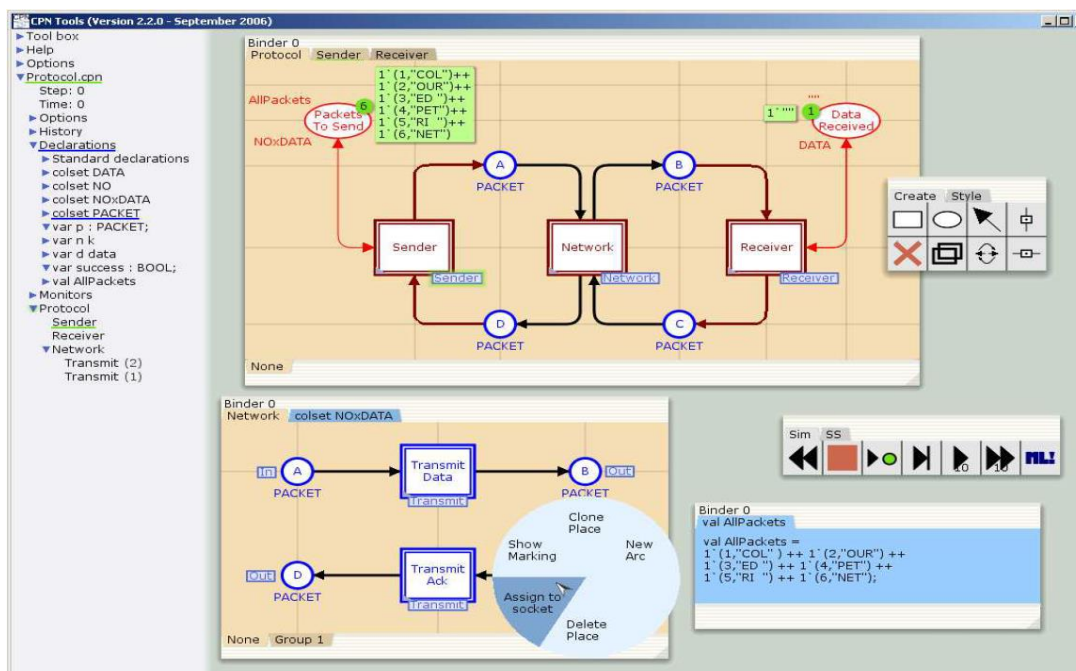 CPN Tools (Version 2.2.0 - September 2006)
Tool box
Help
Options
Protocol.cpn
Step: 0
Time: 0
Options
History
Declarations
Standard declarations
colset DATA
colset NO
colset NOxDATA
colset PACKET
var p : PACKET;
var n k
var d data
var success : BOOL;
val AllPackets
Monitors
Protocol
Sender
Receiver
Network
Transmit (2)
Transmit (1)
Binder 0
Protocol Sender Receiver
AllPackets
Packets
To Send
NOxDATA
6
1`(1,"COL")++
1`(2,"OUR")++
1`(3,"ED ")++
1`(4,"PET")++
1`(5,"RI  ")++
1`(6,"NET")
1`""
1
""
Data
Received
DATA
A
PACKET
B
PACKET
Sender
Sender
Network
Network
Receiver
Receiver
D
PACKET
C
PACKET
None
Create Style
Binder 0
Network colset NOxDATA
In
A
PACKET
Transmit
Data
Transmit
B
Out
PACKET
Out
D
PACKET
Transmit
Ack
Transmit
Clone
Place
Show
Marking
New
Arc
Assign to
socket
Delete
Place
None Group 1
Sim SS
10
ML!
Binder 0
val AllPackets
val AllPackets =
1`(1,"COL" ) ++ 1`(2,"OUR") ++
1`(3,"ED ") ++ 1`(4,"PET") ++
1`(5,"RI  ") ++ 1`(6,"NET");